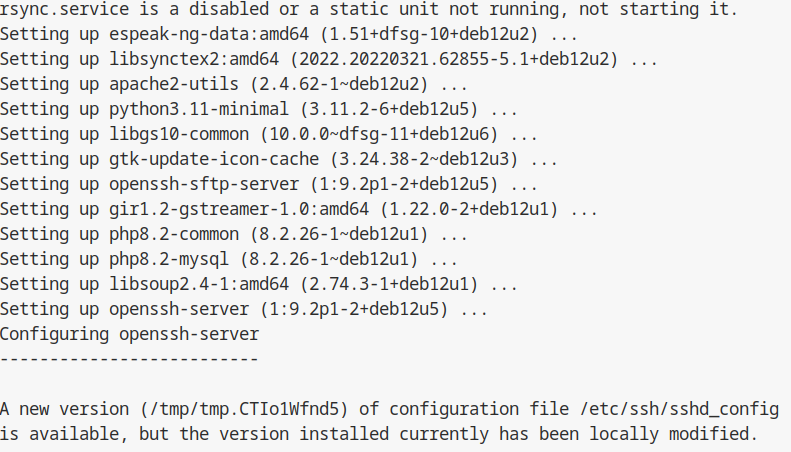 rsync.service is a disabled or a static unit not running, not starting it.
Setting up espeak-ng-data:amd64 (1.51+dfsg-10+deb12u2) ...
Setting up libsynctex2:amd64 (2022.20220321.62855-5.1+deb12u2) ...
Setting up apache2-utils (2.4.62-1~deb12u2) ...
Setting up python3.11-minimal (3.11.2-6+deb12u5) ...
Setting up libgs10-common (10.0.0~dfsg-11+deb12u6) ...
Setting up gtk-update-icon-cache (3.24.38-2~deb12u3) ...
Setting up openssh-sftp-server (1:9.2p1-2+deb12u5) ...
Setting up gir1.2-gstreamer-1.0:amd64 (1.22.0-2+deb12u1) ...
Setting up php8.2-common (8.2.26-1~deb12u1) ...
Setting up php8.2-mysql (8.2.26-1~deb12u1) ...
Setting up libsoup2.4-1:amd64 (2.74.3-1+deb12u1) ...
Setting up openssh-server (1:9.2p1-2+deb12u5) ...
Configuring openssh-server
--------------------------
A new version (/tmp/tmp.CTIo1Wfnd5) of configuration file /etc/ssh/sshd_config
is available, but the version installed currently has been locally modified.